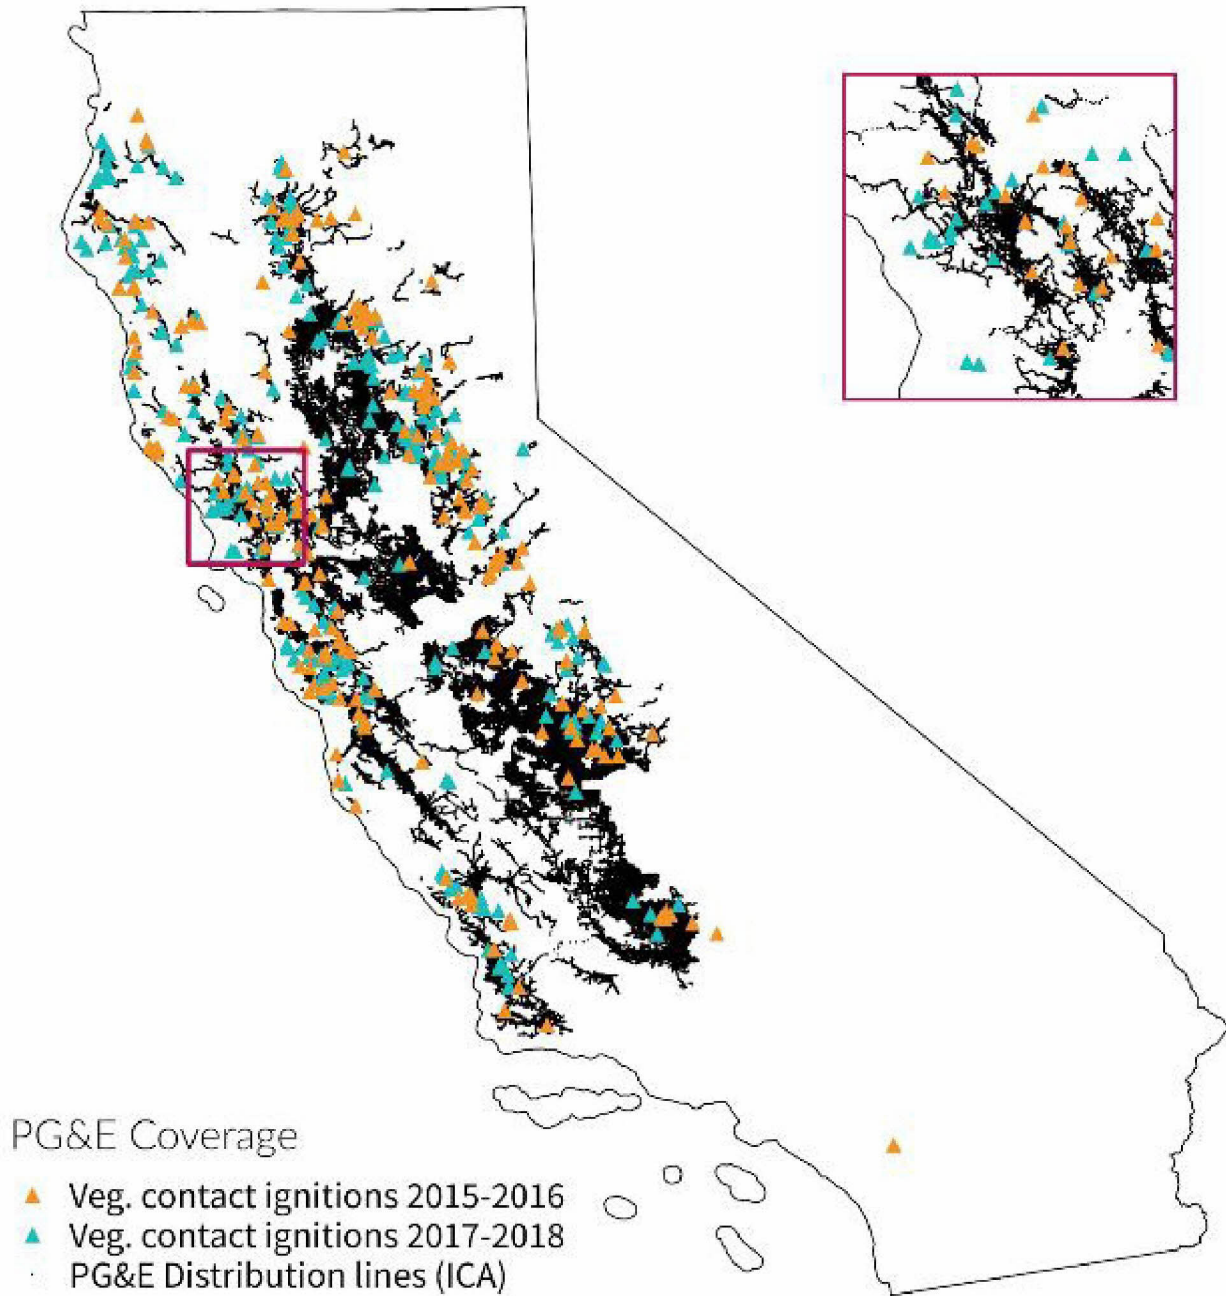 PG&E Coverage
Veg. contact ignitions 2015-2016
Veg. contact ignitions 2017-2018
PG&E Distribution lines (ICA)